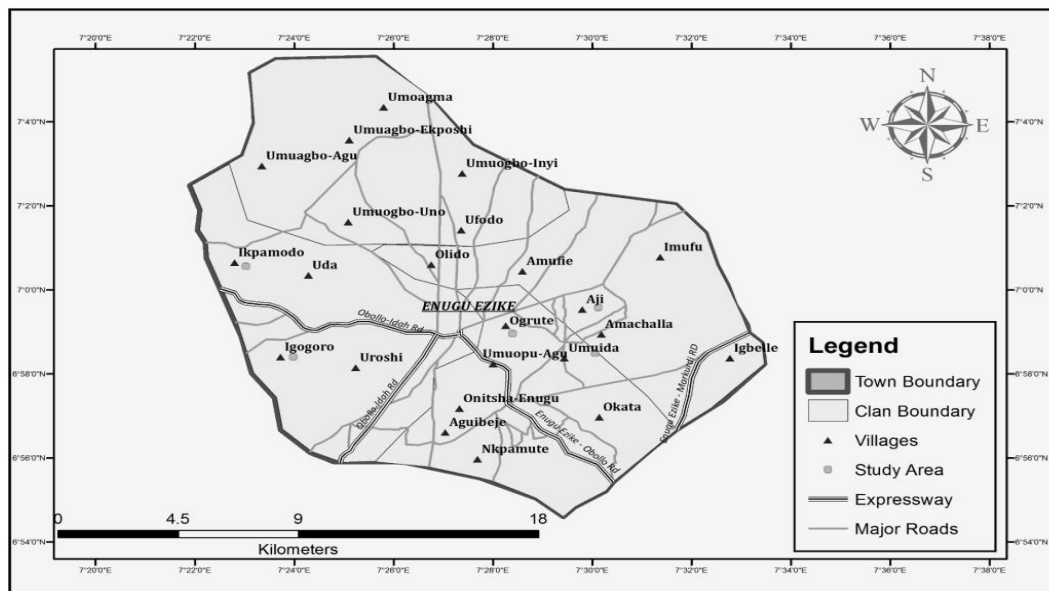 7°20'0"E 7°22'0"E 7°24'0"E 7°26'0"E 7°28'0"E 7°30'0"E 7°32'0"E 7°34'0"E 7°36'0"E 7°38'0"E
N
W E
S
7°4'0"N 7°4'0"N
7°2'0"N 7°2'0"N
7°0'0"N 7°0'0"N
6°58'0"N 6°58'0"N
6°56'0"N 6°56'0"N
6°54'0"N 6°54'0"N
Umoagma
Umuagbo-Ekposhi
Umuagbo-Agu
Umuogbo-Inyi
Umuogbo-Uno
Ufodo
Ikpamodo
Uda
Olido
Amufie
Imufu
ENUGU EZIKE
Aji
Obollo-Idah Rd
Ogrute
Amachalla
Igogoro
Uroshi
Umuopu-Agu
Umuida
Igbelle
Enugu Ezike - Markurdi RD
Obollo-Idah Rd
Onitsha-Enugu
Okata
Aguibeje
Enugu Ezike - Obollo Rd
Nkpamute
0 4.5 9 18
Kilometers
Legend
Town Boundary
Clan Boundary
Villages
Study Area
Expressway
Major Roads
7°20'0"E 7°22'0"E 7°24'0"E 7°26'0"E 7°28'0"E 7°30'0"E 7°32'0"E 7°34'0"E 7°36'0"E 7°38'0"E